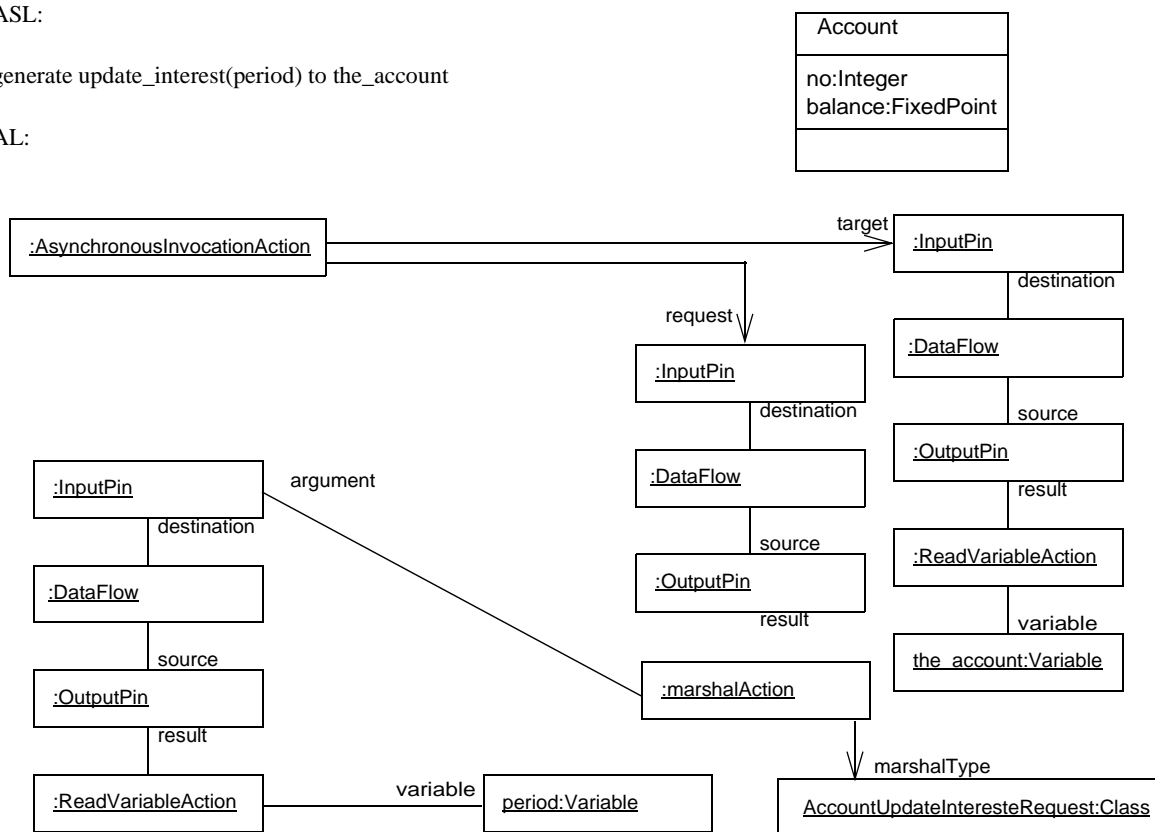 ASL:
Account
generate update_interest(period) to the_account
no:Integer
balance:FixedPoint
AL:
target
:AsynchronousInvocationAction
:InputPin
destination
request
:InputPin
:DataFlow
destination
source
:InputPin
argument
:DataFlow
:OutputPin
destination
result
source
:ReadVariableAction
:DataFlow
:OutputPin
result
variable
source
the_account:Variable
:OutputPin
:marshalAction
result
marshalType
variable
:ReadVariableAction
period:Variable
AccountUpdateInteresteRequest:Class